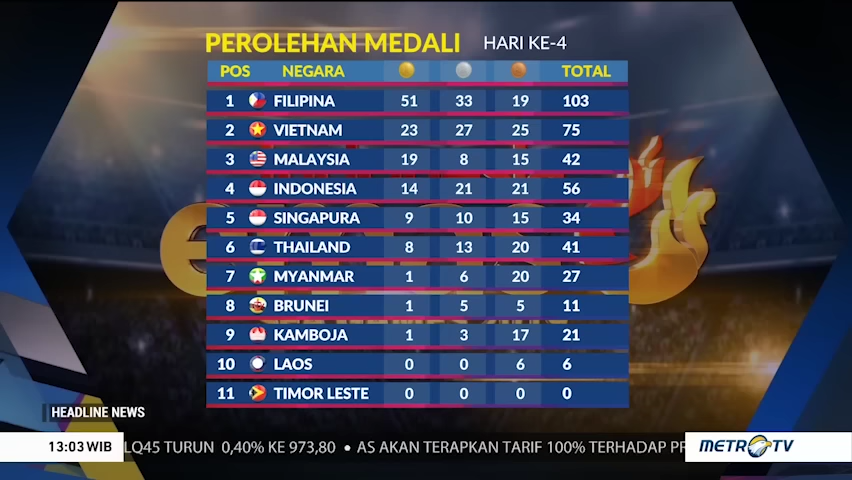 PEROLEHAN MEDALI HARI KE-4
POS NEGARA TOTAL
1 FILIPINA 51 33 19 103
2 VIETNAM 23 27 25 75
3 MALAYSIA 19 8 15 42
4 INDONESIA 14 21 21 56
5 SINGAPURA 9 10 15 34
6 THAILAND 8 13 20 41
7 MYANMAR 1 6 20 27
8 BRUNEI 1 5 5 11
9 KAMBOJA 1 3 17 21
10 LAOS 0 0 6 6
11 TIMOR LESTE 0 0 0 0
HEADLINE NEWS
13:03 WIB LQ45 TURUN 0,40% KE 973,80 • AS AKAN TERAPKAN TARIF 100% TERHADAP METRO TV